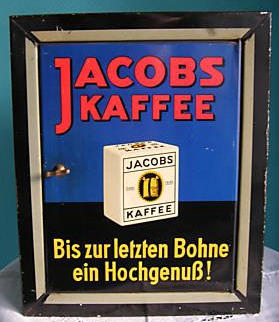 JACOBS
KAFFEE
JACOBS
KAFFEE
Bis zur letzten Bohne
ein Hochgenuß!